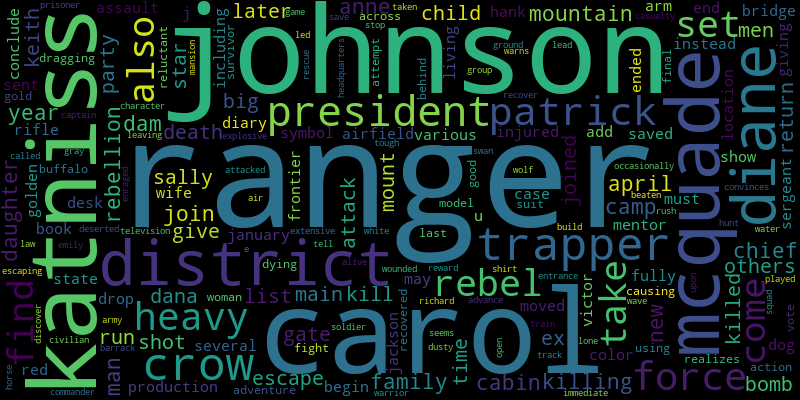 prisoner
assault
j
anne
later
child
mountain
hank
arm
end
bridge
conclude
keith
dragging
katniss
also
reluctant
star
mansion
including
survivor
party
johnson
game
led
rescue
headquarters
across
attempt
stop
living
behind
save
ground
group
warns
taken
casualty
lead
recover
ended
final
set
men
instead
giving
sent
gold
captain
year
rifle
big
president
patrick
diane
return
character
dam
leaving
diary
death
airfield
symbol
various
injured
add
saved
joined
location
show
called
gray
buffalo
golden
rebellion
enraged
explosive
tough
attacked
ranger
swan
wolf
occasionally
mcquade
sergeant
daughter
sally
wife
frontier
attack
mount
air
good
model
suit
case
april
beaten
must
desk
join
book
give
u
camp
rush
mentor
convinces
law
emily
deserted
television
january
extensive
white
last
trapper
build
hunt
water
chief
others
escaping
state
e
tell
dying
alive
wounded
reward
shirt
entrance
fully
causing
district
rebel
take
new
killed
come
dog
played
upon
squad
vote
find
dana
woman
list
main
kill
may
victor
moved
wave
discover
drop
richard
advance
train
color
using
army
civilian
red
heavy
carol
ex
run
shot
gate
soldier
jackson
recovered
seems
dusty
time
open
track
lone
realizes
man
several
fight
crow
escape
begin
family
cabin
killing
force
action
bomb
horse
barrack
commander
production
adventure
warrior
immediate